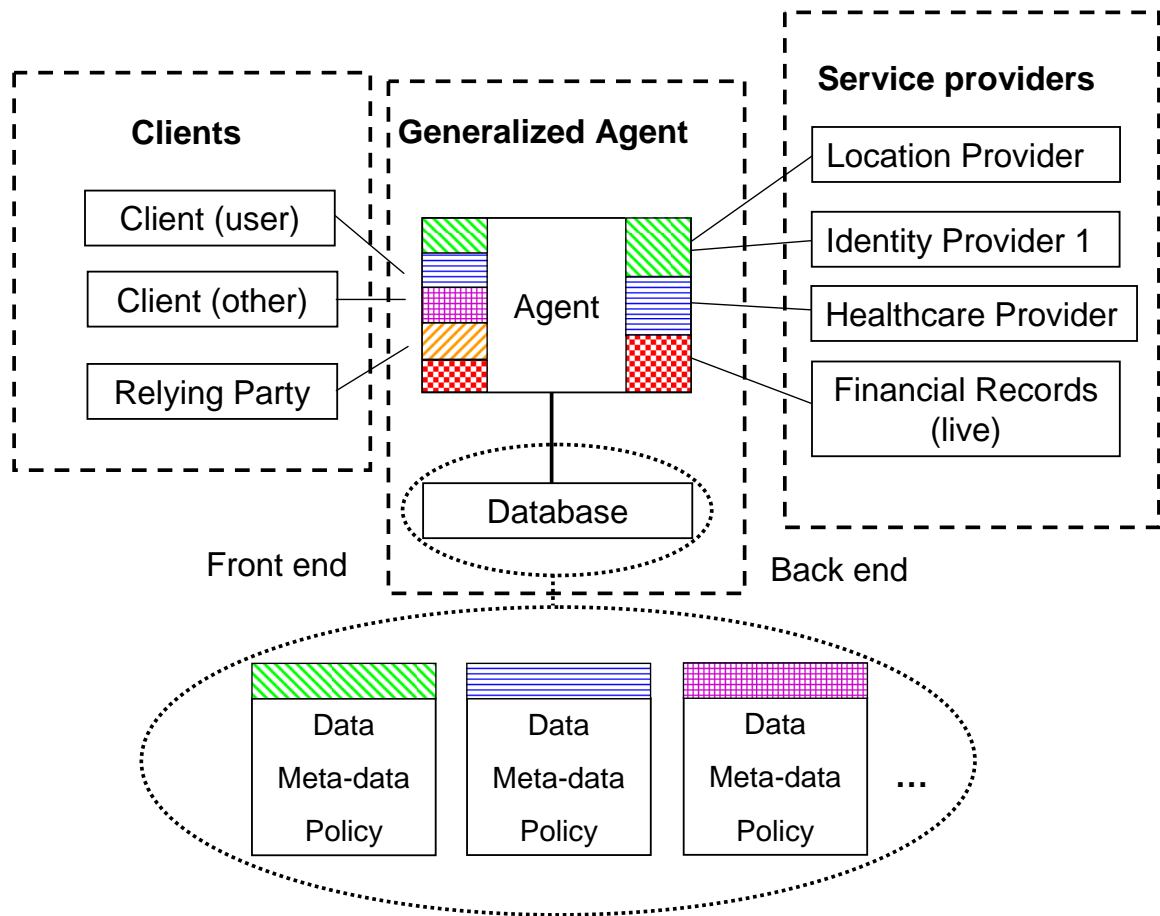 Clients
Client (user)
Client (other)
Relying Party
Generalized Agent
Agent
Database
Service providers
Location Provider
Identity Provider 1
Healthcare Provider
Financial Records
(live)
Front end
Back end
Data
Meta-data
Policy
Data
Meta-data
Policy
Data
Meta-data
Policy
...